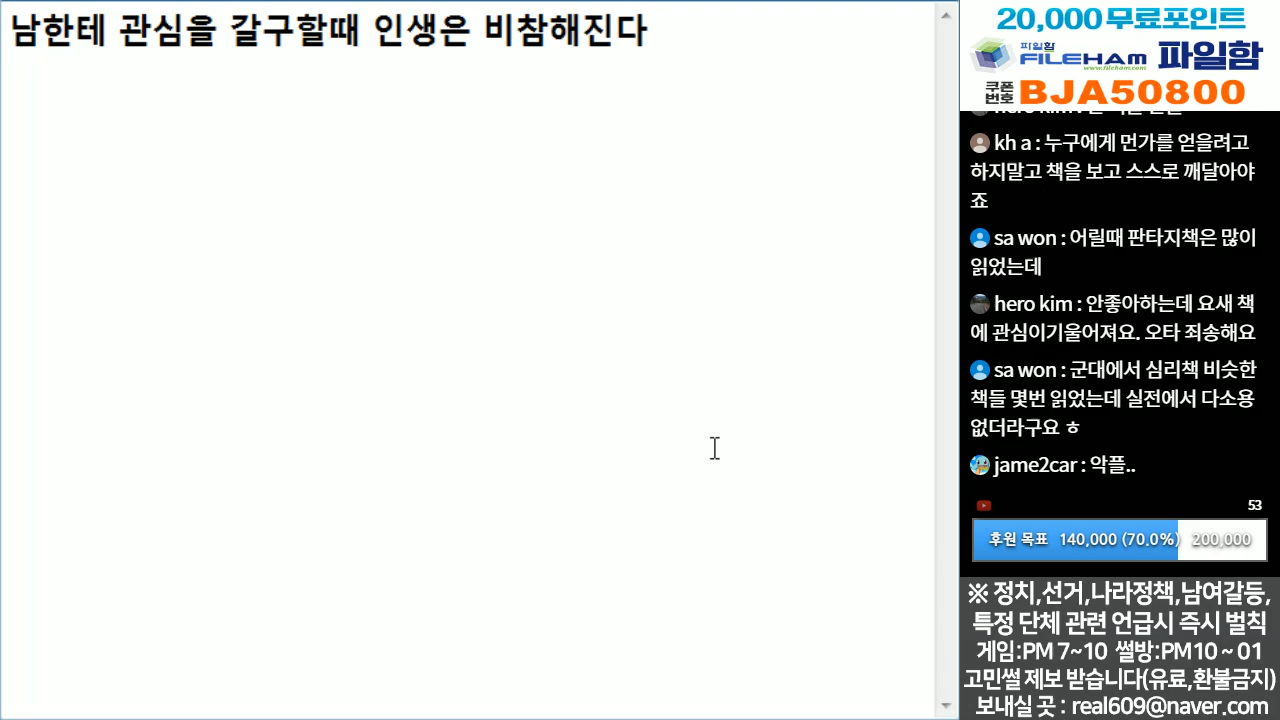 남한테 관심을 갈구할때 인생은 비참해진다
20,000무료포인트
파일함
FILEHAM 파일함
www.fileham.com
쿠폰
번호 BJA50800
kh a : 누구에게 먼가를 얻을려고
하지말고 책을 보고 스스로 깨달아야
죠
sa won : 어릴때 판타지책은 많이
읽었는데
hero kim : 안좋아하는데 요새 책
에 관심이기울어져요. 오타 죄송해요
sa won : 군대에서 심리책 비슷한
책들 몇번 읽었는데 실전에서 다소용
없더라구요 ㅎ
jame2car : 악플..
53
후원 목표 140,000 (70.0%) 200,000
※ 정치,선거,나라정책,남여갈등,
특정 단체 관련 언급시 즉시 벌칙
게임:PM 7~10 썰방:PM10 ~ 01
고민썰 제보 받습니다(유료,환불금지)
보내실 곳 : real609@naver.com